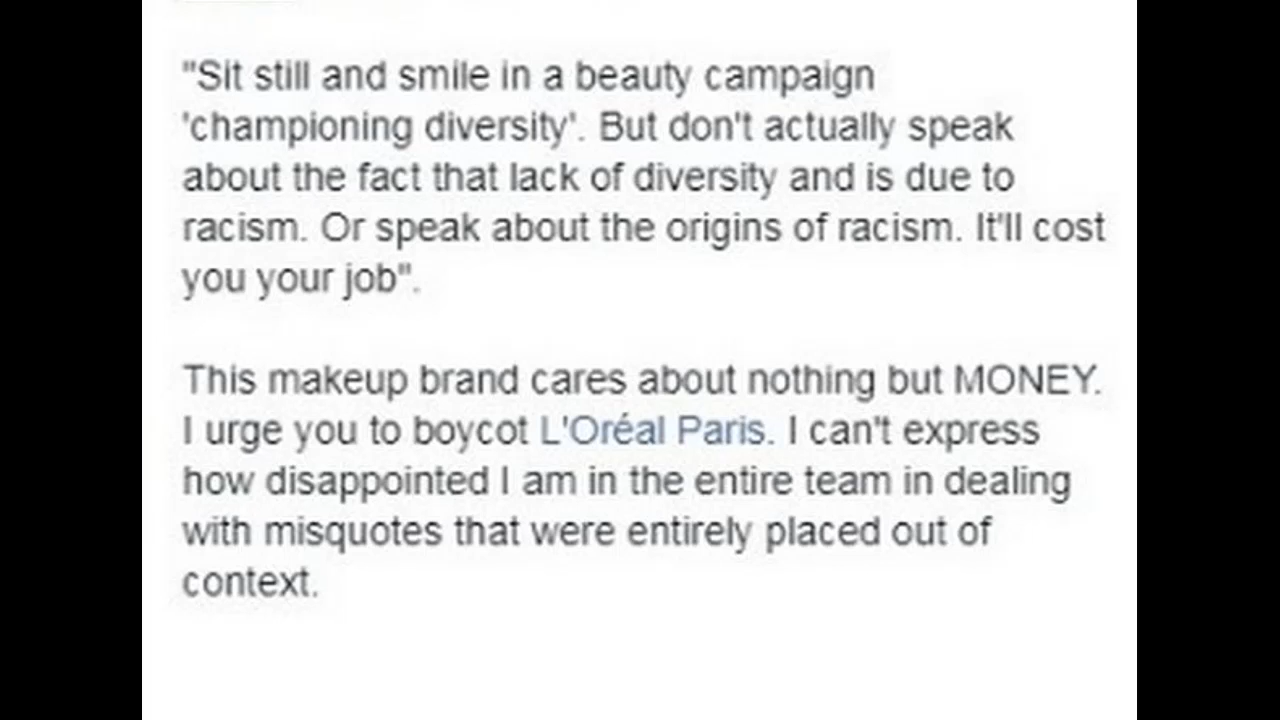 "Sit still and smile in a beauty campaign
'championing diversity'. But don't actually speak
about the fact that lack of diversity and is due to
racism. Or speak about the origins of racism. It'll cost
you your job".
This makeup brand cares about nothing but MONEY.
I urge you to boycot L'Oréal Paris. I can't express
how disappointed I am in the entire team in dealing
with misquotes that were entirely placed out of
context.